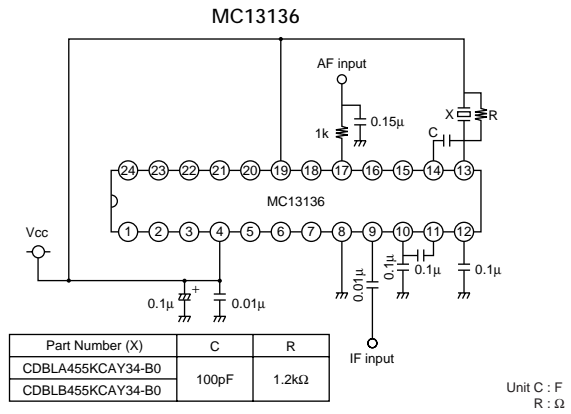 MC13136
AF input
0.15μ
1k
X
R
C
24 23 22 21 20 19 18 17 16 15 14 13
MC13136
1 2 3 4 5 6 7 8 9 10 11 12
Vcc
0.1μ
+
0.01μ
0.01μ
0.1μ
0.1μ
0.1μ
IF input
Part Number (X) C R
CDBLA455KCAY34-B0 100pF 1.2kΩ
CDBLB455KCAY34-B0
Unit C : F
R : Ω